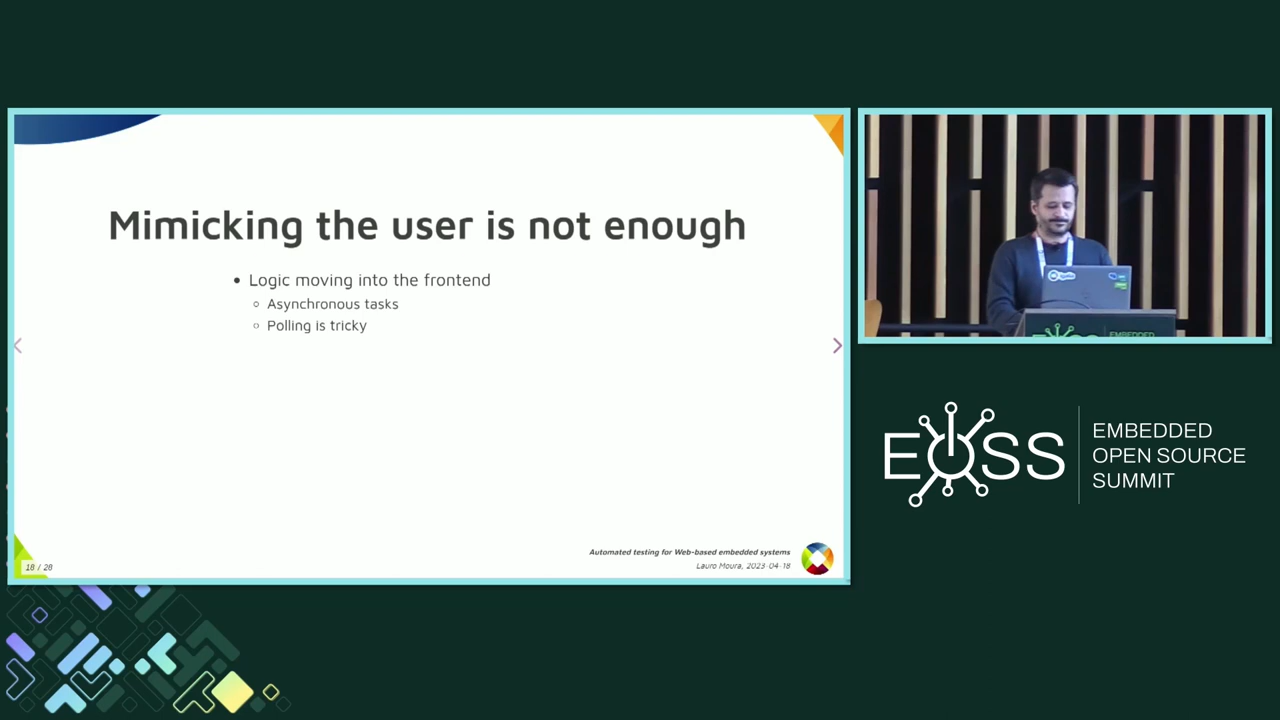 Mimicking the user is not enough
Logic moving into the frontend
Asynchronous tasks
Polling is tricky
Automated testing for Web-based embedded systems
Lauro Moura, 2023-04-18
18 / 28
EOSS
EMBEDDED
OPEN SOURCE
SUMMIT
EMBEDDED